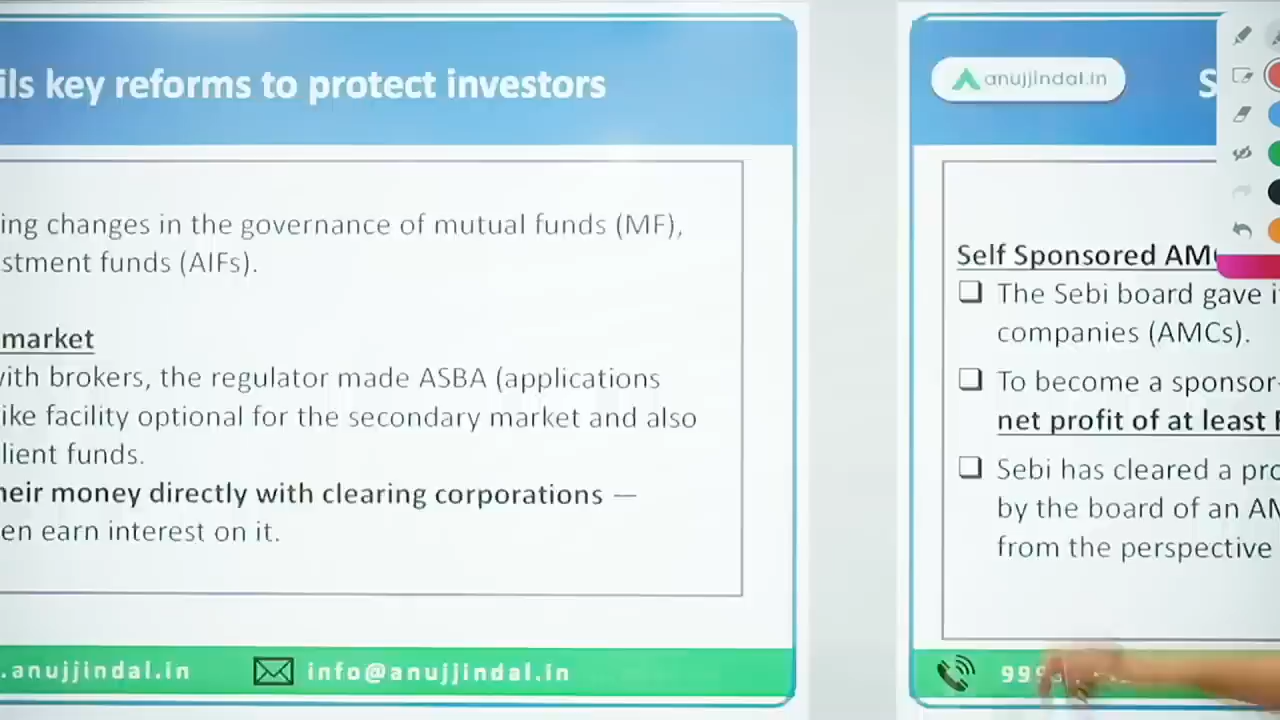 ils key reforms to protect investors
ing changes in the governance of mutual funds (MF),
stment funds (AIFs).
market
with brokers, the regulator made ASBA (applications
ike facility optional for the secondary market and also
lient funds.
heir money directly with clearing corporations —
en earn interest on it.
.anujjindal.in
info@anujjindal.in
anujjindal.in
S
Self Sponsored AM
The Sebi board gave i
companies (AMCs).
To become a sponsor-
net profit of at least
Sebi has cleared a pro
by the board of an AM
from the perspective
99